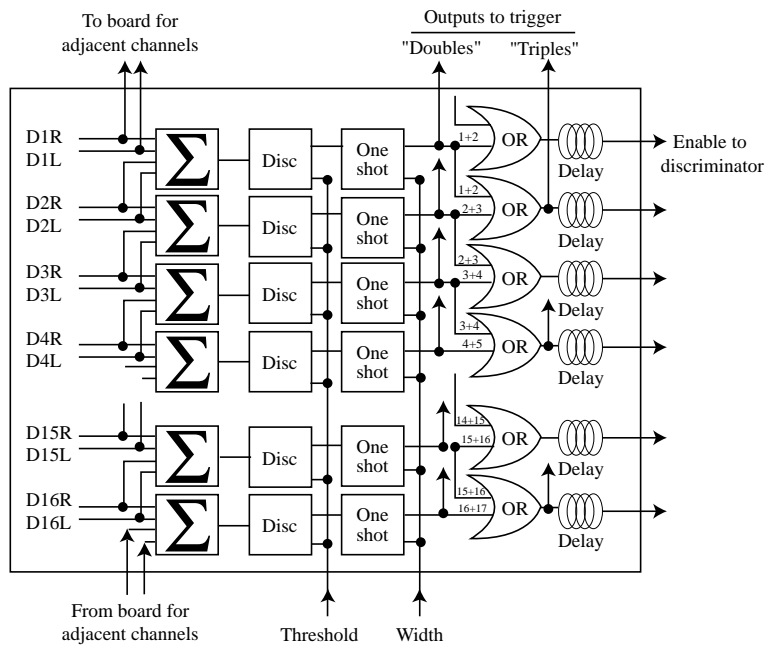 To board for
adjacent channels
Outputs to trigger
"Doubles" "Triples"
D1R
D1L
Σ
Disc
One
shot
1+2
OR
Delay
Enable to
discriminator
D2R
D2L
Σ
Disc
One
shot
1+2
2+3
OR
Delay
D3R
D3L
Σ
Disc
One
shot
2+3
3+4
OR
Delay
D4R
D4L
Σ
Disc
One
shot
3+4
4+5
OR
Delay
D15R
D15L
Σ
Disc
One
shot
14+15
15+16
OR
Delay
D16R
D16L
Σ
Disc
One
shot
15+16
16+17
OR
Delay
From board for
adjacent channels
Threshold
Width